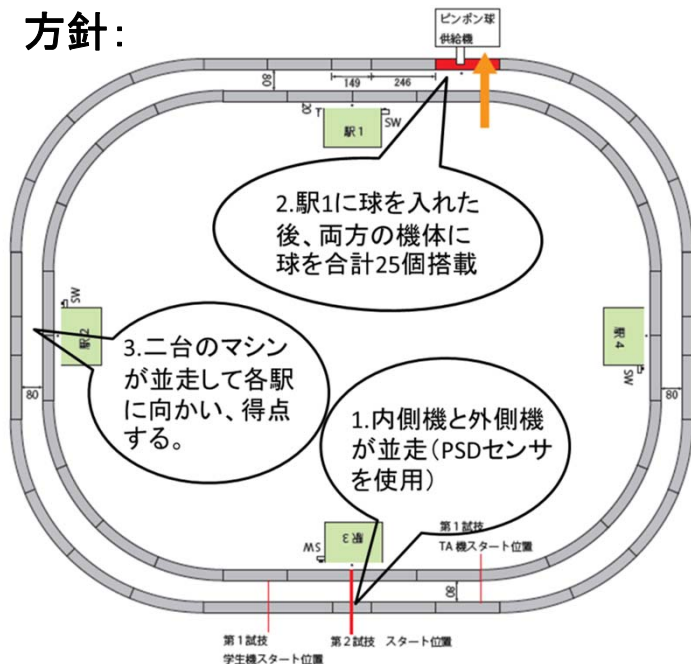 方針：
ピンポン球
供給機
80
149
246
20
T
SW
駅1
2.駅1に球を入れた
後、両方の機体に
球を合計25個搭載
SW
駅2
3.二台のマシン
が並走して各駅
に向かい、得点
する。
駅4
SW
80
80
1.内側機と外側機
が並走(PSDセンサ
を使用)
駅3
SW
第1試技
TA機スタート位置
80
第1試技
学生機スタート位置
第2試技 スタート位置